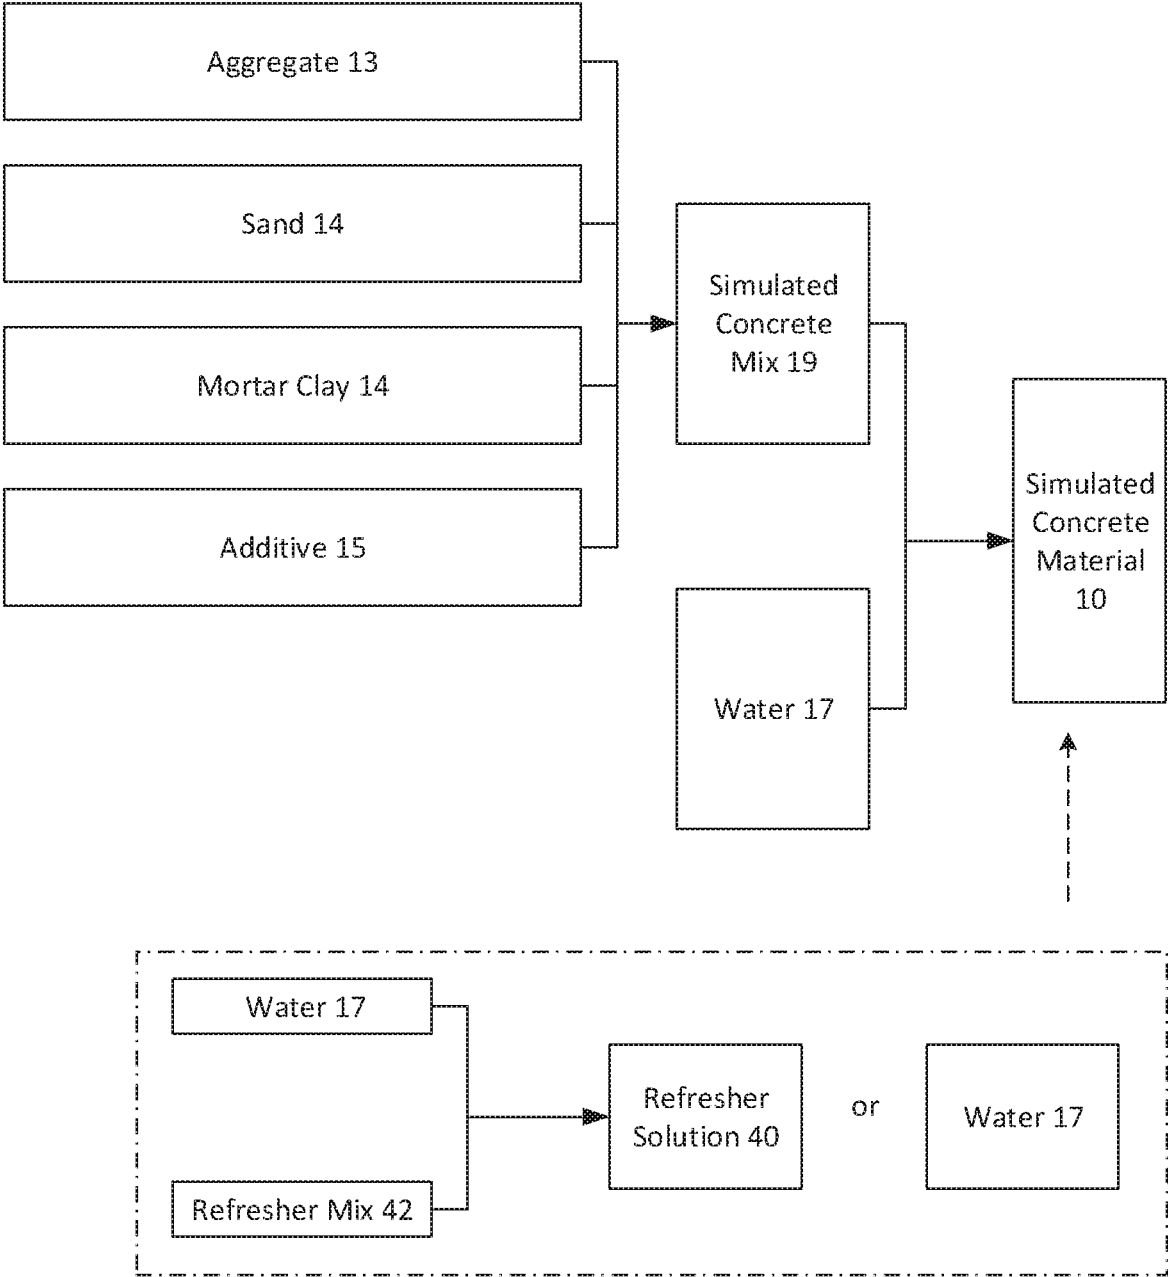 Aggregate 13
Sand 14
Mortar Clay 14
Additive 15
Simulated
Concrete
Mix 19
Water 17
Simulated
Concrete
Material
10
Water 17
Refresher Mix 42
Refresher
Solution 40
or
Water 17